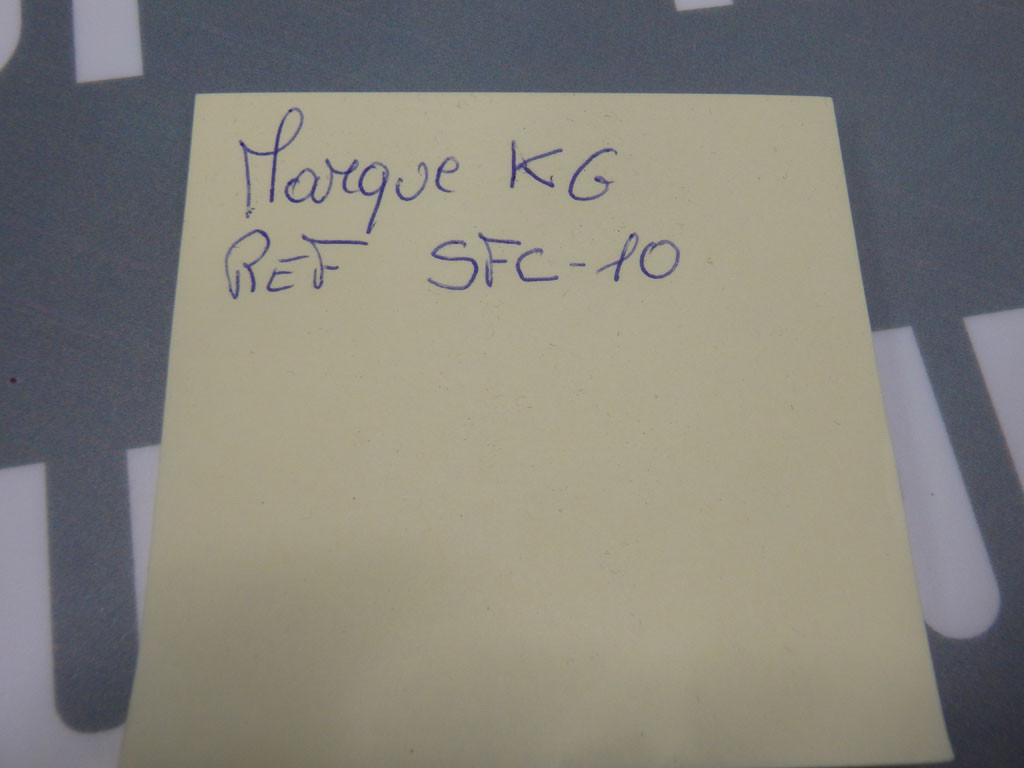 Marque KG
REF SFC-10